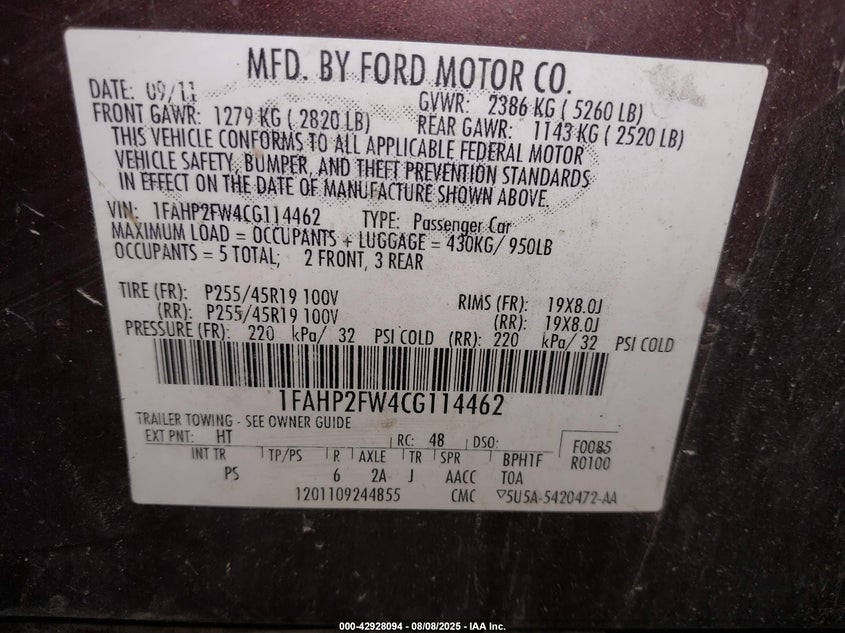 MFD. BY FORD MOTOR CO.
DATE: 09/11 GVWR: 2386 KG ( 5260 LB)
FRONT GAWR: 1279 KG ( 2820 LB) REAR GAWR: 1143 KG ( 2520 LB)
THIS VEHICLE CONFORMS TO ALL APPLICABLE FEDERAL MOTOR
VEHICLE SAFETY, BUMPER, AND THEFT PREVENTION STANDARDS
IN EFFECT ON THE DATE OF MANUFACTURE SHOWN ABOVE.
VIN: 1FAHP2FW4CG114462 TYPE: Passenger Car
MAXIMUM LOAD = OCCUPANTS + LUGGAGE = 430KG/ 950LB
OCCUPANTS = 5 TOTAL; 2 FRONT, 3 REAR
TIRE (FR): P255/45R19 100V RIMS (FR): 19X8.0J
(RR): P255/45R19 100V (RR): 19X8.0J
PRESSURE (FR): 220 kPa/ 32 PSI COLD (RR): 220 kPa/ 32 PSI COLD
1FAHP2FW4CG114462
TRAILER TOWING - SEE OWNER GUIDE
EXT PNT: HT RC: 48 DSO: F0085
INT TR TP/PS R AXLE TR SPR BPH1F R0100
PS 6 2A J AACC T0A
1201109244855 CMC ▽5U5A-5420472-AA
000-42928094 - 08/08/2025 - IAA Inc.